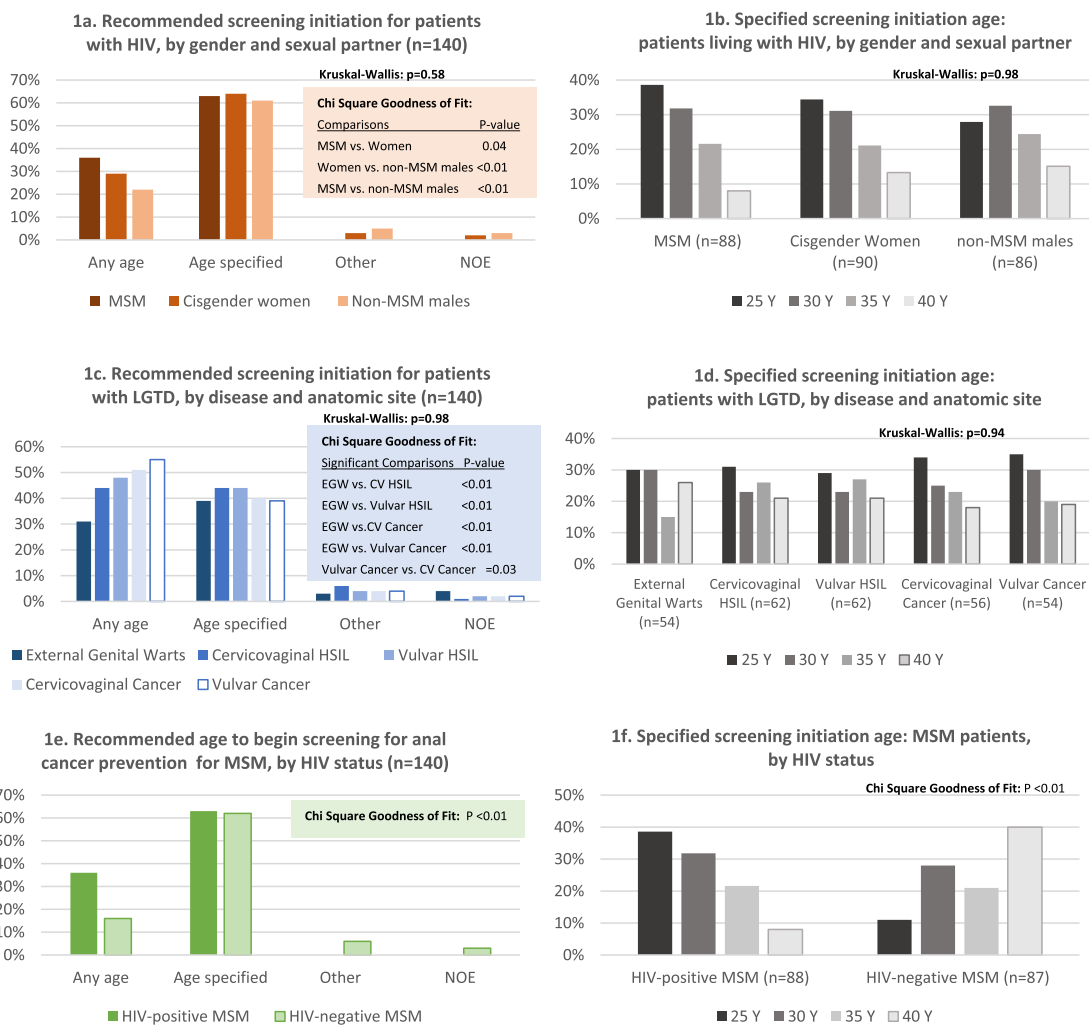 1a. Recommended screening initiation for patients
with HIV, by gender and sexual partner (n=140)
Kruskal-Wallis: p=0.58
70%
60%
50%
40%
30%
20%
10%
0%
Chi Square Goodness of Fit:
Comparisons P-value
MSM vs. Women 0.04
Women vs. non-MSM males <0.01
MSM vs. non-MSM males <0.01
Any age Age specified Other NOE
MSM Cisgender women Non-MSM males
1b. Specified screening initiation age:
patients living with HIV, by gender and sexual partner
Kruskal-Wallis: p=0.98
40%
30%
20%
10%
0%
MSM (n=88) Cisgender Women non-MSM males
(n=90) (n=86)
25 Y 30 Y 35 Y 40 Y
1c. Recommended screening initiation for patients
with LGTD, by disease and anatomic site (n=140)
Kruskal-Wallis: p=0.98
60%
50%
40%
30%
20%
10%
0%
Chi Square Goodness of Fit:
Significant Comparisons P-value
EGW vs. CV HSIL <0.01
EGW vs. Vulvar HSIL <0.01
EGW vs.CV Cancer <0.01
EGW vs. Vulvar Cancer <0.01
Vulvar Cancer vs. CV Cancer =0.03
Any age Age specified Other NOE
External Genital Warts Cervicovaginal HSIL Vulvar HSIL
Cervicovaginal Cancer Vulvar Cancer
1d. Specified screening initiation age:
patients with LGTD, by disease and anatomic site
Kruskal-Wallis: p=0.94
40%
30%
20%
10%
0%
External Cervicovaginal Vulvar HSIL Cervicovaginal Vulvar Cancer
Genital Warts HSIL (n=62) (n=62) Cancer (n=56) (n=54)
(n=54)
25 Y 30 Y 35 Y 40 Y
1e. Recommended age to begin screening for anal
cancer prevention for MSM, by HIV status (n=140)
70%
60%
50%
40%
30%
20%
10%
0%
Chi Square Goodness of Fit: P <0.01
Any age Age specified Other NOE
HIV-positive MSM HIV-negative MSM
1f. Specified screening initiation age: MSM patients,
by HIV status
Chi Square Goodness of Fit: P <0.01
50%
40%
30%
20%
10%
0%
HIV-positive MSM (n=88) HIV-negative MSM (n=87)
25 Y 30 Y 35 Y 40 Y